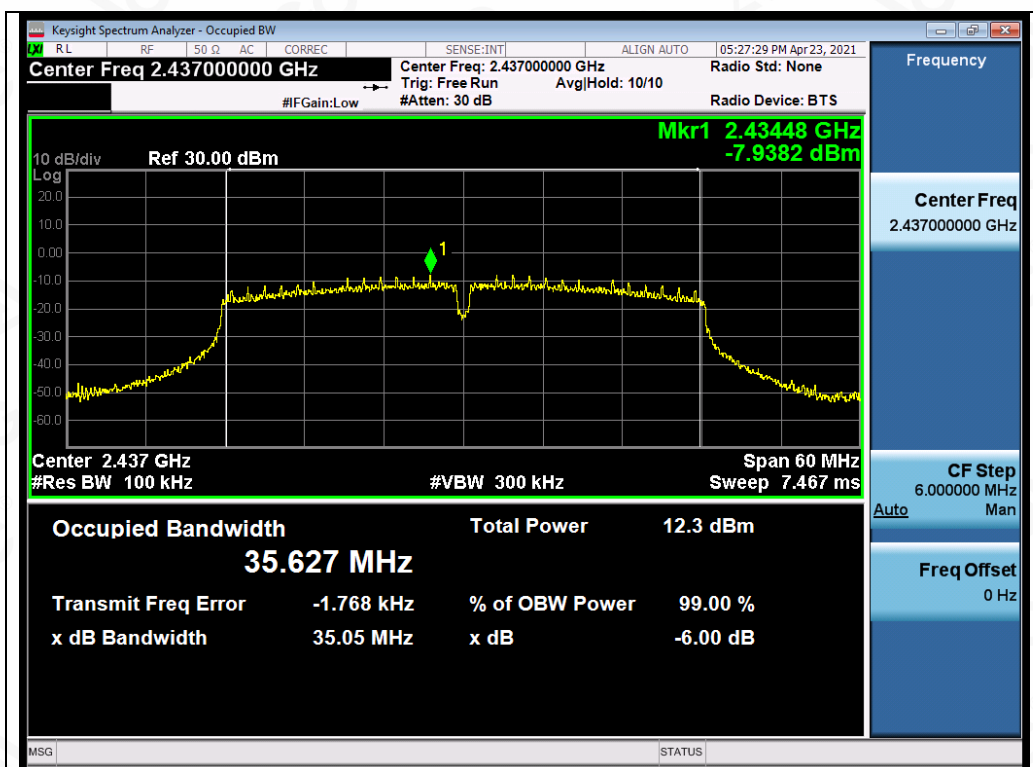 Keysight Spectrum Analyzer - Occupied BW
LXI RL RF 50 Ω AC CORREC SENSE:INT ALIGN AUTO 05:27:29 PM Apr 23, 2021
Center Freq 2.437000000 GHz Center Freq: 2.437000000 GHz Radio Std: None
Trig: Free Run Avg|Hold: 10/10
#IFGain:Low #Atten: 30 dB Radio Device: BTS
Mkr1 2.43448 GHz
-7.9382 dBm
10 dB/div Ref 30.00 dBm
Log
20.0
10.0
0.00
-10.0
-20.0
-30.0
-40.0
-50.0
-60.0
1
Center 2.437 GHz Span 60 MHz
#Res BW 100 kHz #VBW 300 kHz Sweep 7.467 ms
Occupied Bandwidth Total Power 12.3 dBm
35.627 MHz
Transmit Freq Error -1.768 kHz % of OBW Power 99.00 %
x dB Bandwidth 35.05 MHz x dB -6.00 dB
MSG STATUS
Frequency
Center Freq
2.437000000 GHz
CF Step
6.000000 MHz
Auto Man
Freq Offset
0 Hz